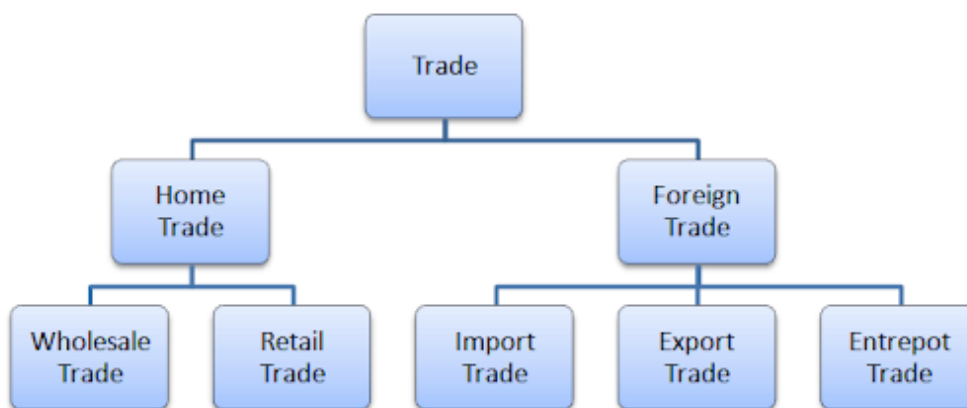 Trade
Home
Trade
Foreign
Trade
Wholesale
Trade
Retail
Trade
Import
Trade
Export
Trade
Entrepot
Trade